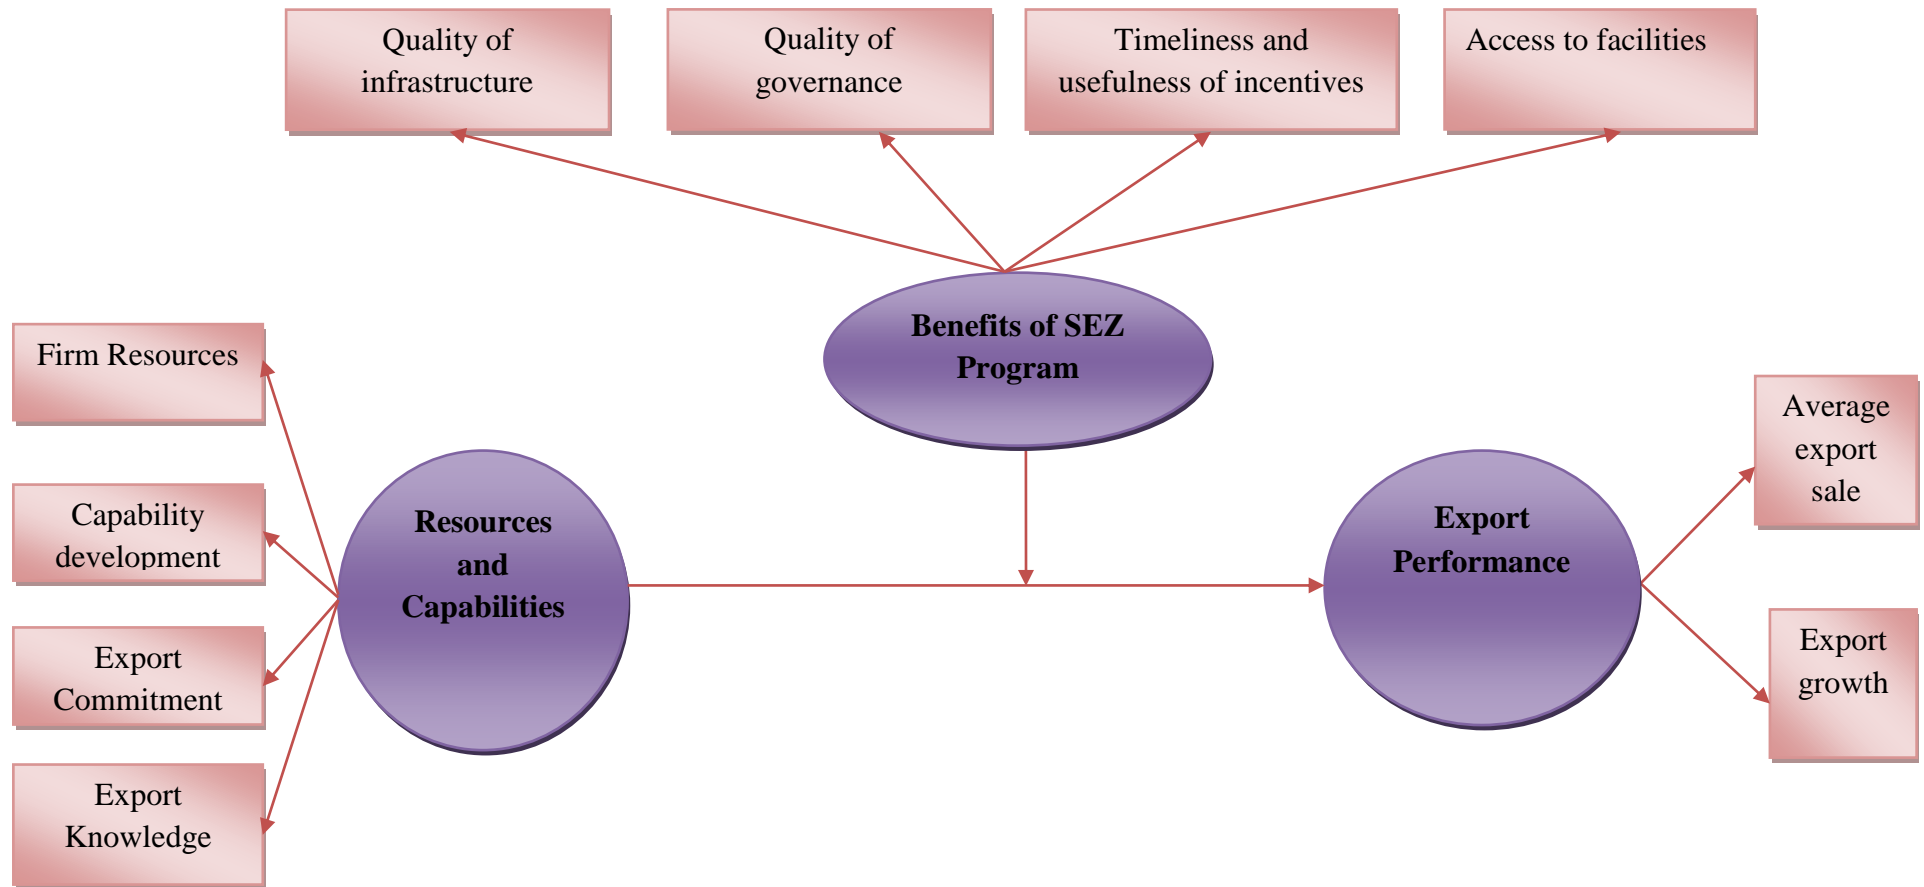 Quality of
infrastructure
Quality of
governance
Timeliness and
usefulness of incentives
Access to facilities
Benefits of SEZ
Program
Firm Resources
Capability
development
Export
Commitment
Export
Knowledge
Resources
and
Capabilities
Export
Performance
Average
export
sale
Export
growth